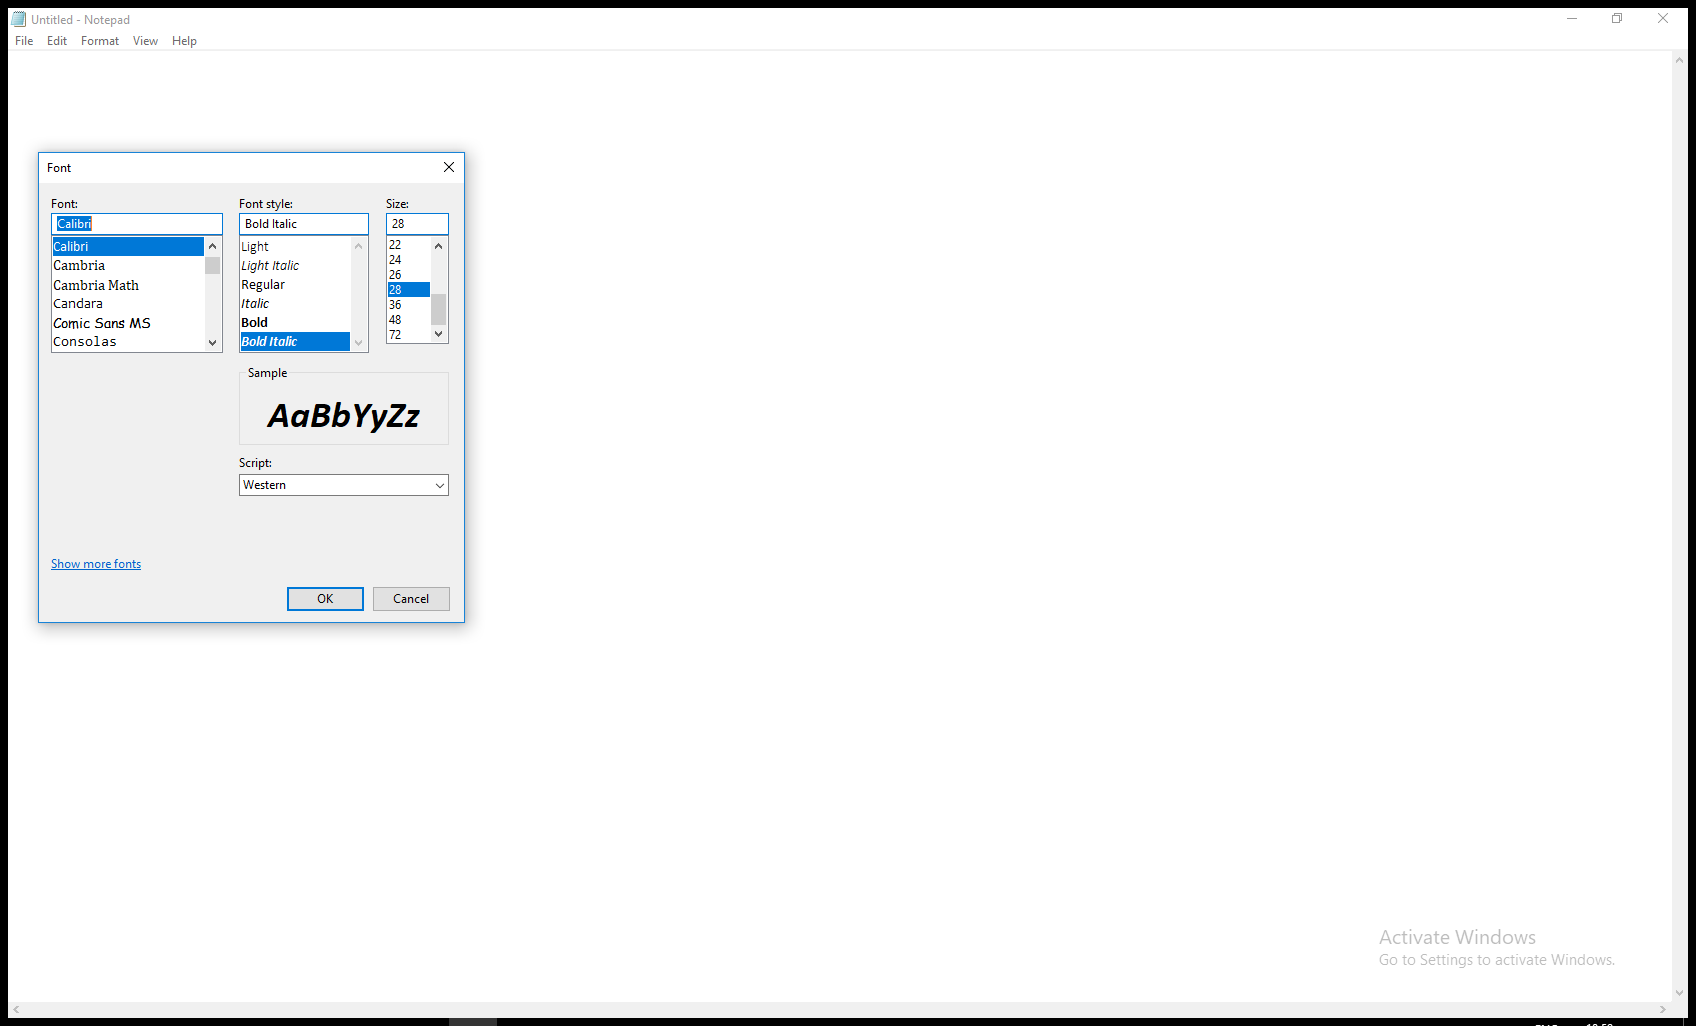 Untitled - Notepad
File Edit Format View Help
Font
Font: Font style: Size:
Calibri Bold Italic 28
Calibri
Cambria
Cambria Math
Candara
Comic Sans MS
Consolas
Light
Light Italic
Regular
Italic
Bold
Bold Italic
22
24
26
28
36
48
72
Sample
AaBbYyZz
Script:
Western
Show more fonts
OK Cancel
Activate Windows
Go to Settings to activate Windows.